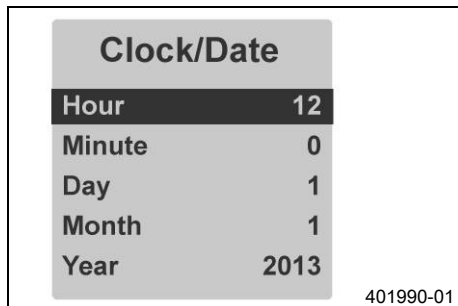 Clock/Date
Hour 12
Minute 0
Day 1
Month 1
Year 2013
401990-01